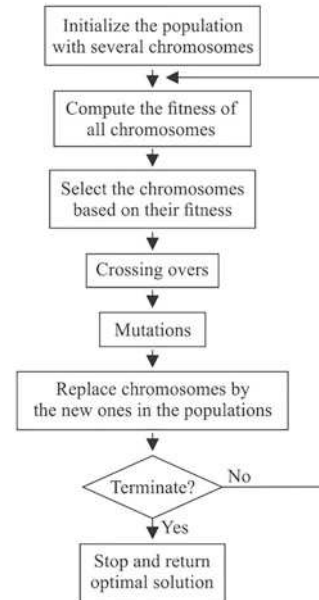 Initialize the population
with several chromosomes
Compute the fitness of
all chromosomes
Select the chromosomes
based on their fitness
Crossing overs
Mutations
Replace chromosomes by
the new ones in the populations
Terminate?
No
Yes
Stop and return
optimal solution